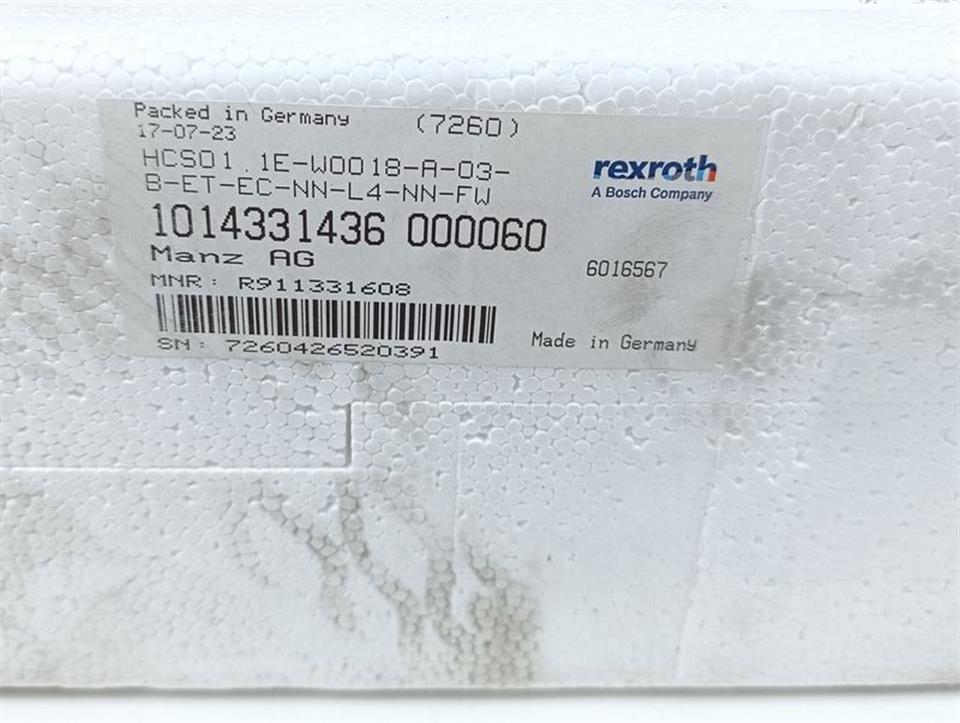 Packed in Germany (7260)
17-07-23
HCS01.1E-W0018-A-03-
B-ET-EC-NN-L4-NN-FW
rexroth
A Bosch Company
1014331436 000060
Manz AG
6016567
MNR: R911331608
SN: 7260426520391
Made in Germany